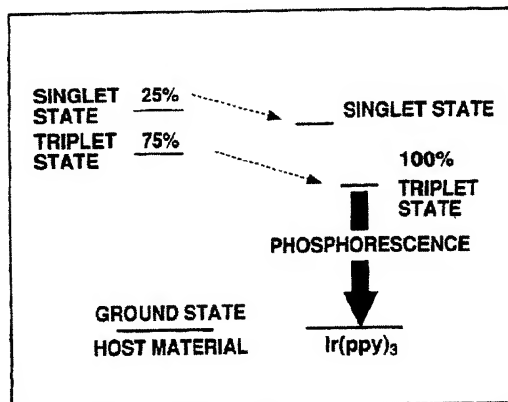 SINGLET 25%
STATE
TRIPLET 75%
STATE
SINGLET STATE
100%
TRIPLET
STATE
PHOSPHORESCENCE
GROUND STATE
HOST MATERIAL
Ir(ppy)₃